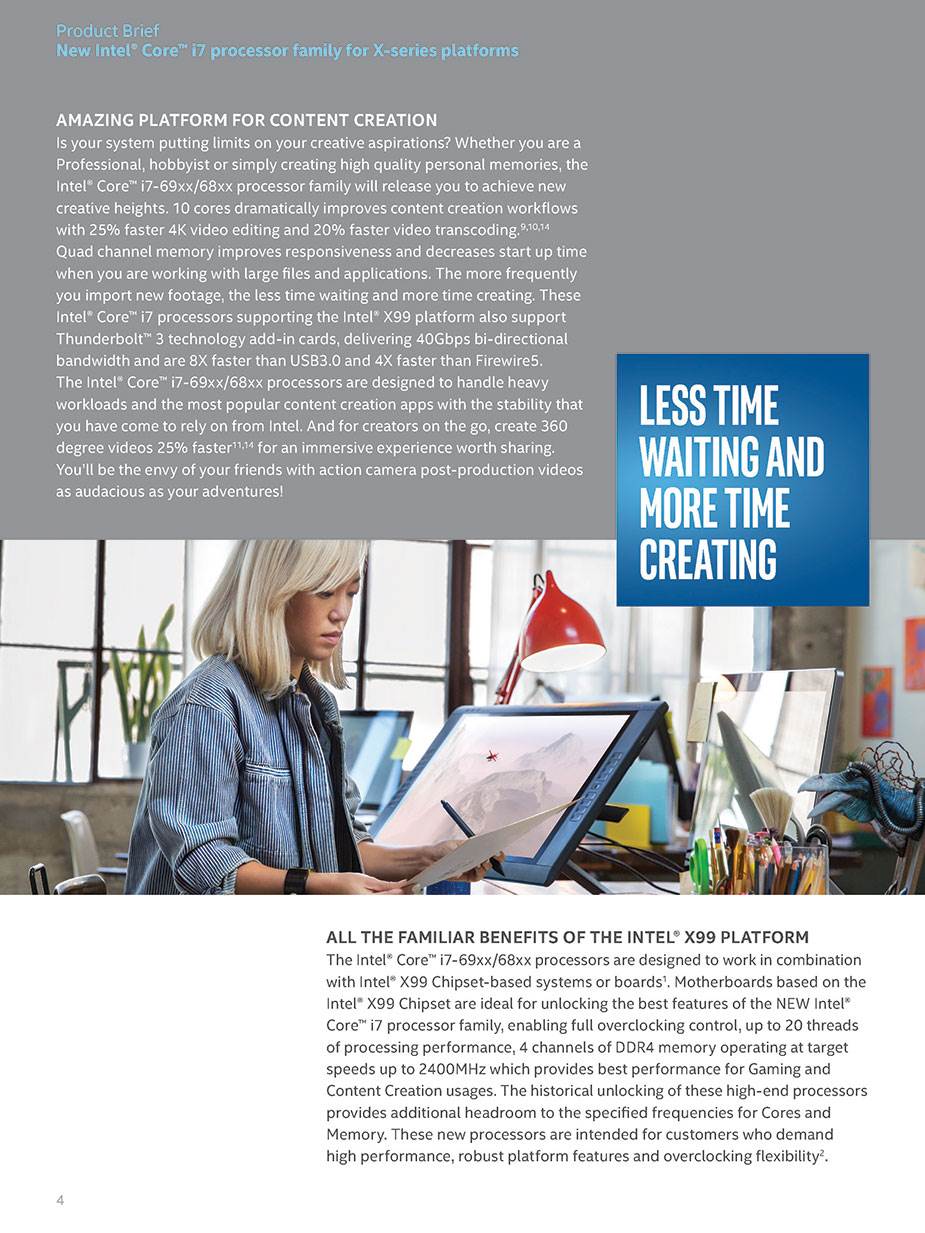 Product Brief
New Intel® Core™ i7 processor family for X-series platforms
AMAZING PLATFORM FOR CONTENT CREATION
Is your system putting limits on your creative aspirations? Whether you are a
Professional, hobbyist or simply creating high quality personal memories, the
Intel® Core™ i7-69xx/68xx processor family will release you to achieve new
creative heights. 10 cores dramatically improves content creation workflows
with 25% faster 4K video editing and 20% faster video transcoding.9,10,14
Quad channel memory improves responsiveness and decreases start up time
when you are working with large files and applications. The more frequently
you import new footage, the less time waiting and more time creating. These
Intel® Core™ i7 processors supporting the Intel® X99 platform also support
Thunderbolt™ 3 technology add-in cards, delivering 40Gbps bi-directional
bandwidth and are 8X faster than USB3.0 and 4X faster than Firewire5.
The Intel® Core™ i7-69xx/68xx processors are designed to handle heavy
workloads and the most popular content creation apps with the stability that
you have come to rely on from Intel. And for creators on the go, create 360
degree videos 25% faster11,14 for an immersive experience worth sharing.
You'll be the envy of your friends with action camera post-production videos
as audacious as your adventures!
LESS TIME
WAITING AND
MORE TIME
CREATING
ALL THE FAMILIAR BENEFITS OF THE INTEL® X99 PLATFORM
The Intel® Core™ i7-69xx/68xx processors are designed to work in combination
with Intel® X99 Chipset-based systems or boards1. Motherboards based on the
Intel® X99 Chipset are ideal for unlocking the best features of the NEW Intel®
Core™ i7 processor family, enabling full overclocking control, up to 20 threads
of processing performance, 4 channels of DDR4 memory operating at target
speeds up to 2400MHz which provides best performance for Gaming and
Content Creation usages. The historical unlocking of these high-end processors
provides additional headroom to the specified frequencies for Cores and
Memory. These new processors are intended for customers who demand
high performance, robust platform features and overclocking flexibility2.
4